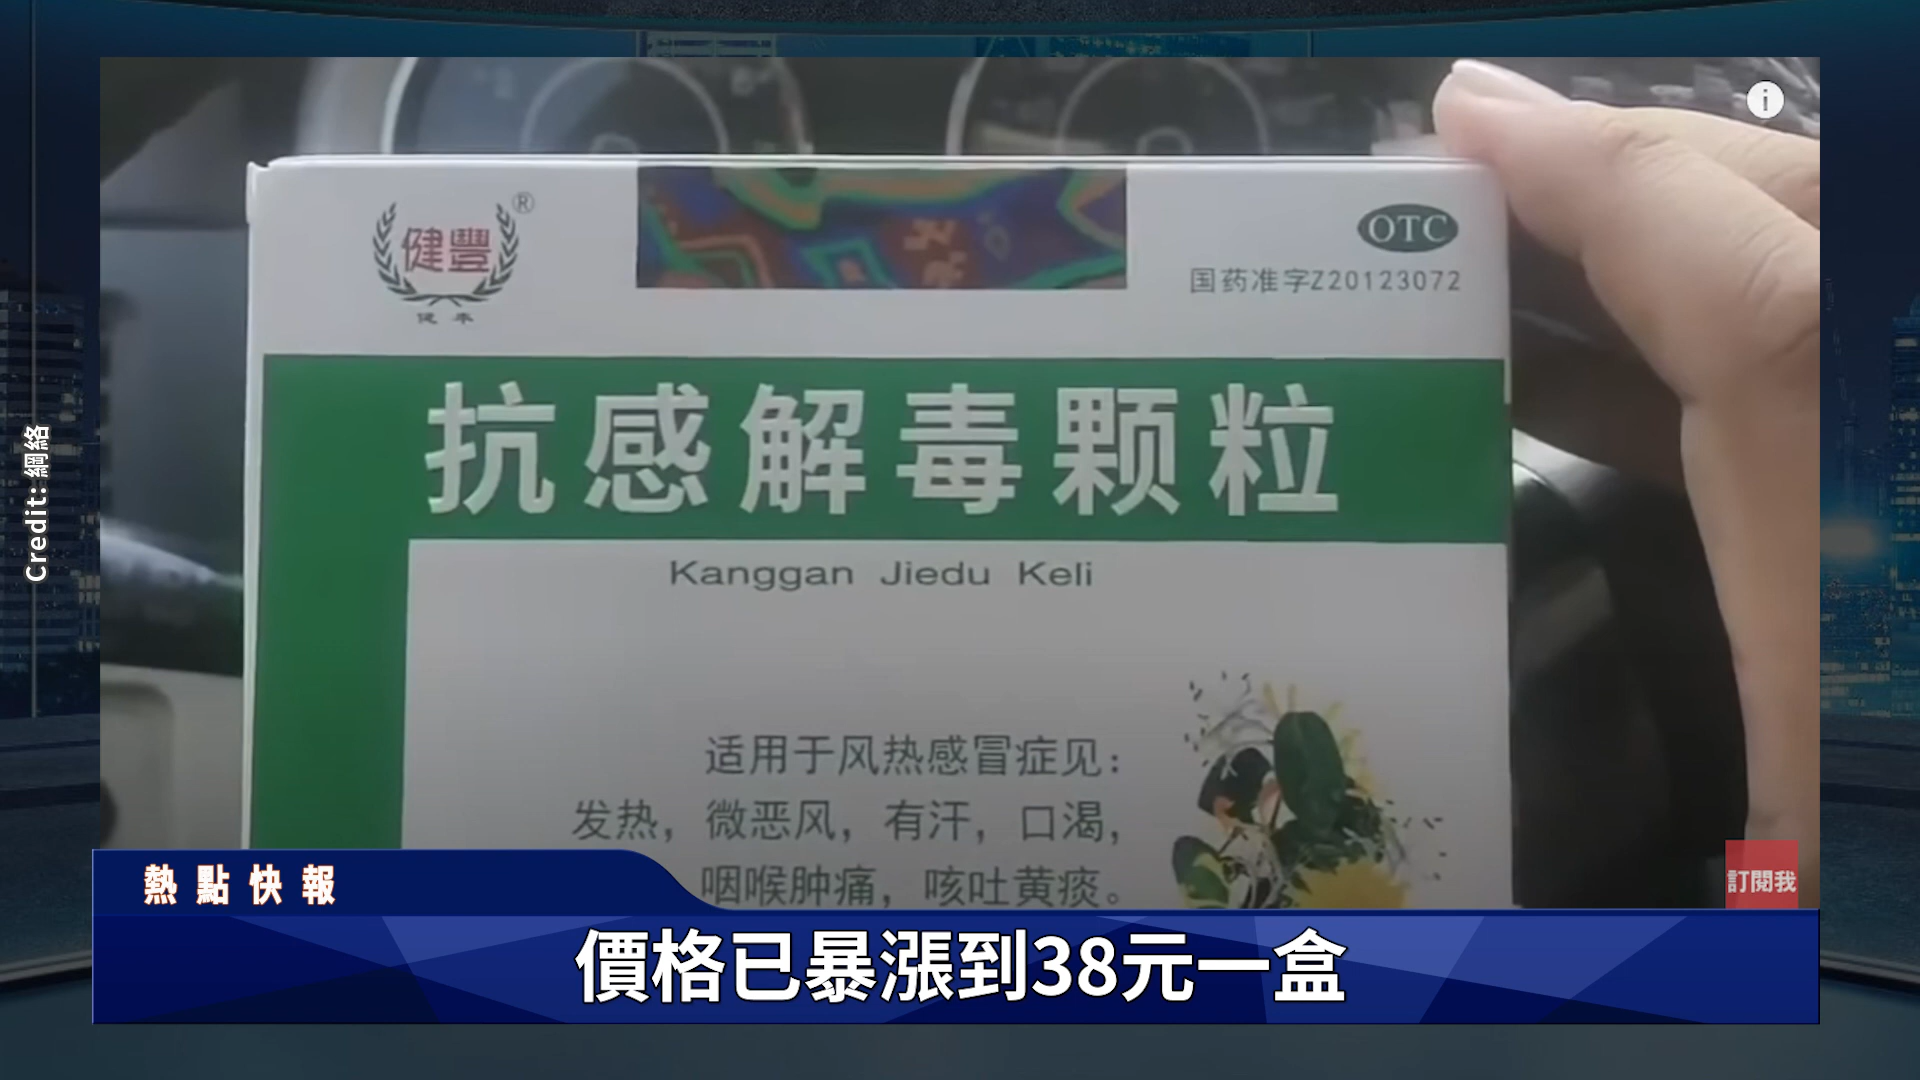 Credit: 網絡
i
健豐®
健丰
OTC
国药准字Z20123072
抗感解毒颗粒
Kanggan Jiedu Keli
适用于风热感冒症见：
发热，微恶风，有汗，口渴，
咽喉肿痛，咳吐黄痰。
訂閱我
熱點快報
價格已暴漲到38元一盒